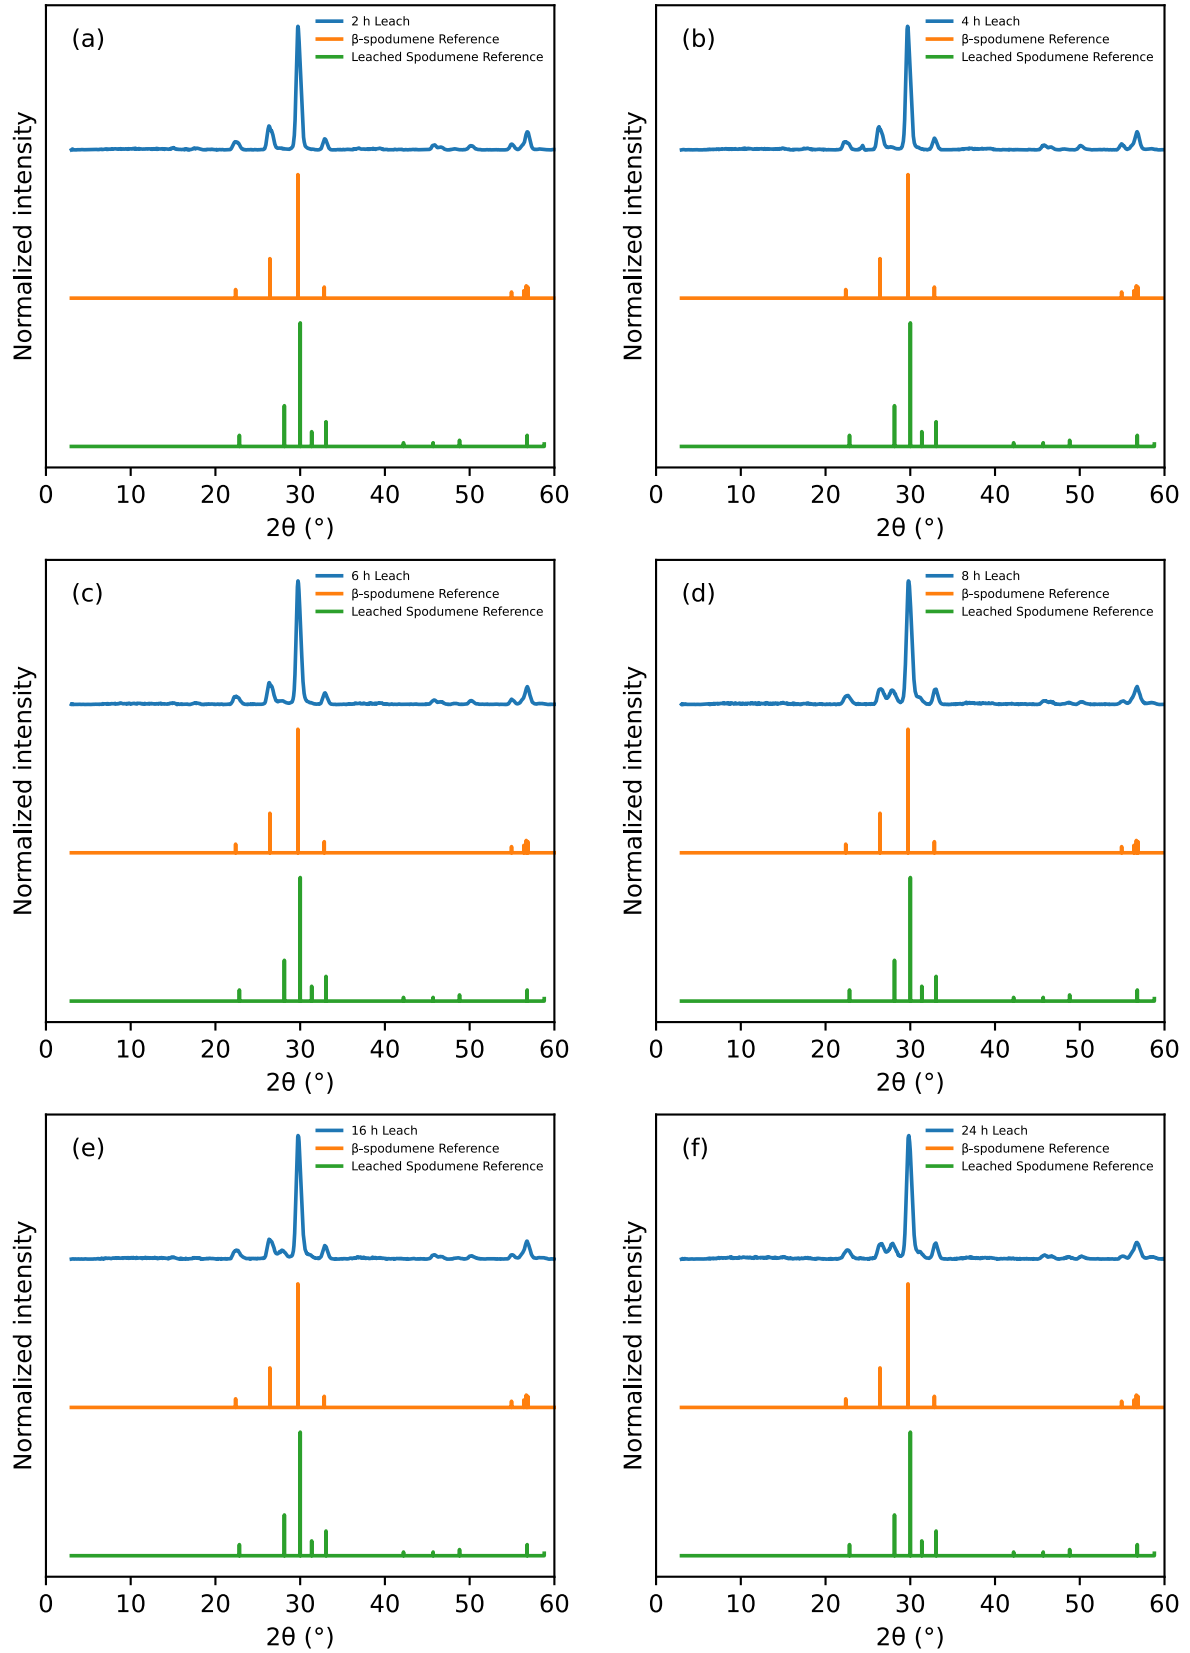 (a)
2 h Leach
β-spodumene Reference
Leached Spodumene Reference
Normalized intensity
0 10 20 30 40 50 60
2θ (°)
(b)
4 h Leach
β-spodumene Reference
Leached Spodumene Reference
Normalized intensity
0 10 20 30 40 50 60
2θ (°)
(c)
6 h Leach
β-spodumene Reference
Leached Spodumene Reference
Normalized intensity
0 10 20 30 40 50 60
2θ (°)
(d)
8 h Leach
β-spodumene Reference
Leached Spodumene Reference
Normalized intensity
0 10 20 30 40 50 60
2θ (°)
(e)
16 h Leach
β-spodumene Reference
Leached Spodumene Reference
Normalized intensity
0 10 20 30 40 50 60
2θ (°)
(f)
24 h Leach
β-spodumene Reference
Leached Spodumene Reference
Normalized intensity
0 10 20 30 40 50 60
2θ (°)